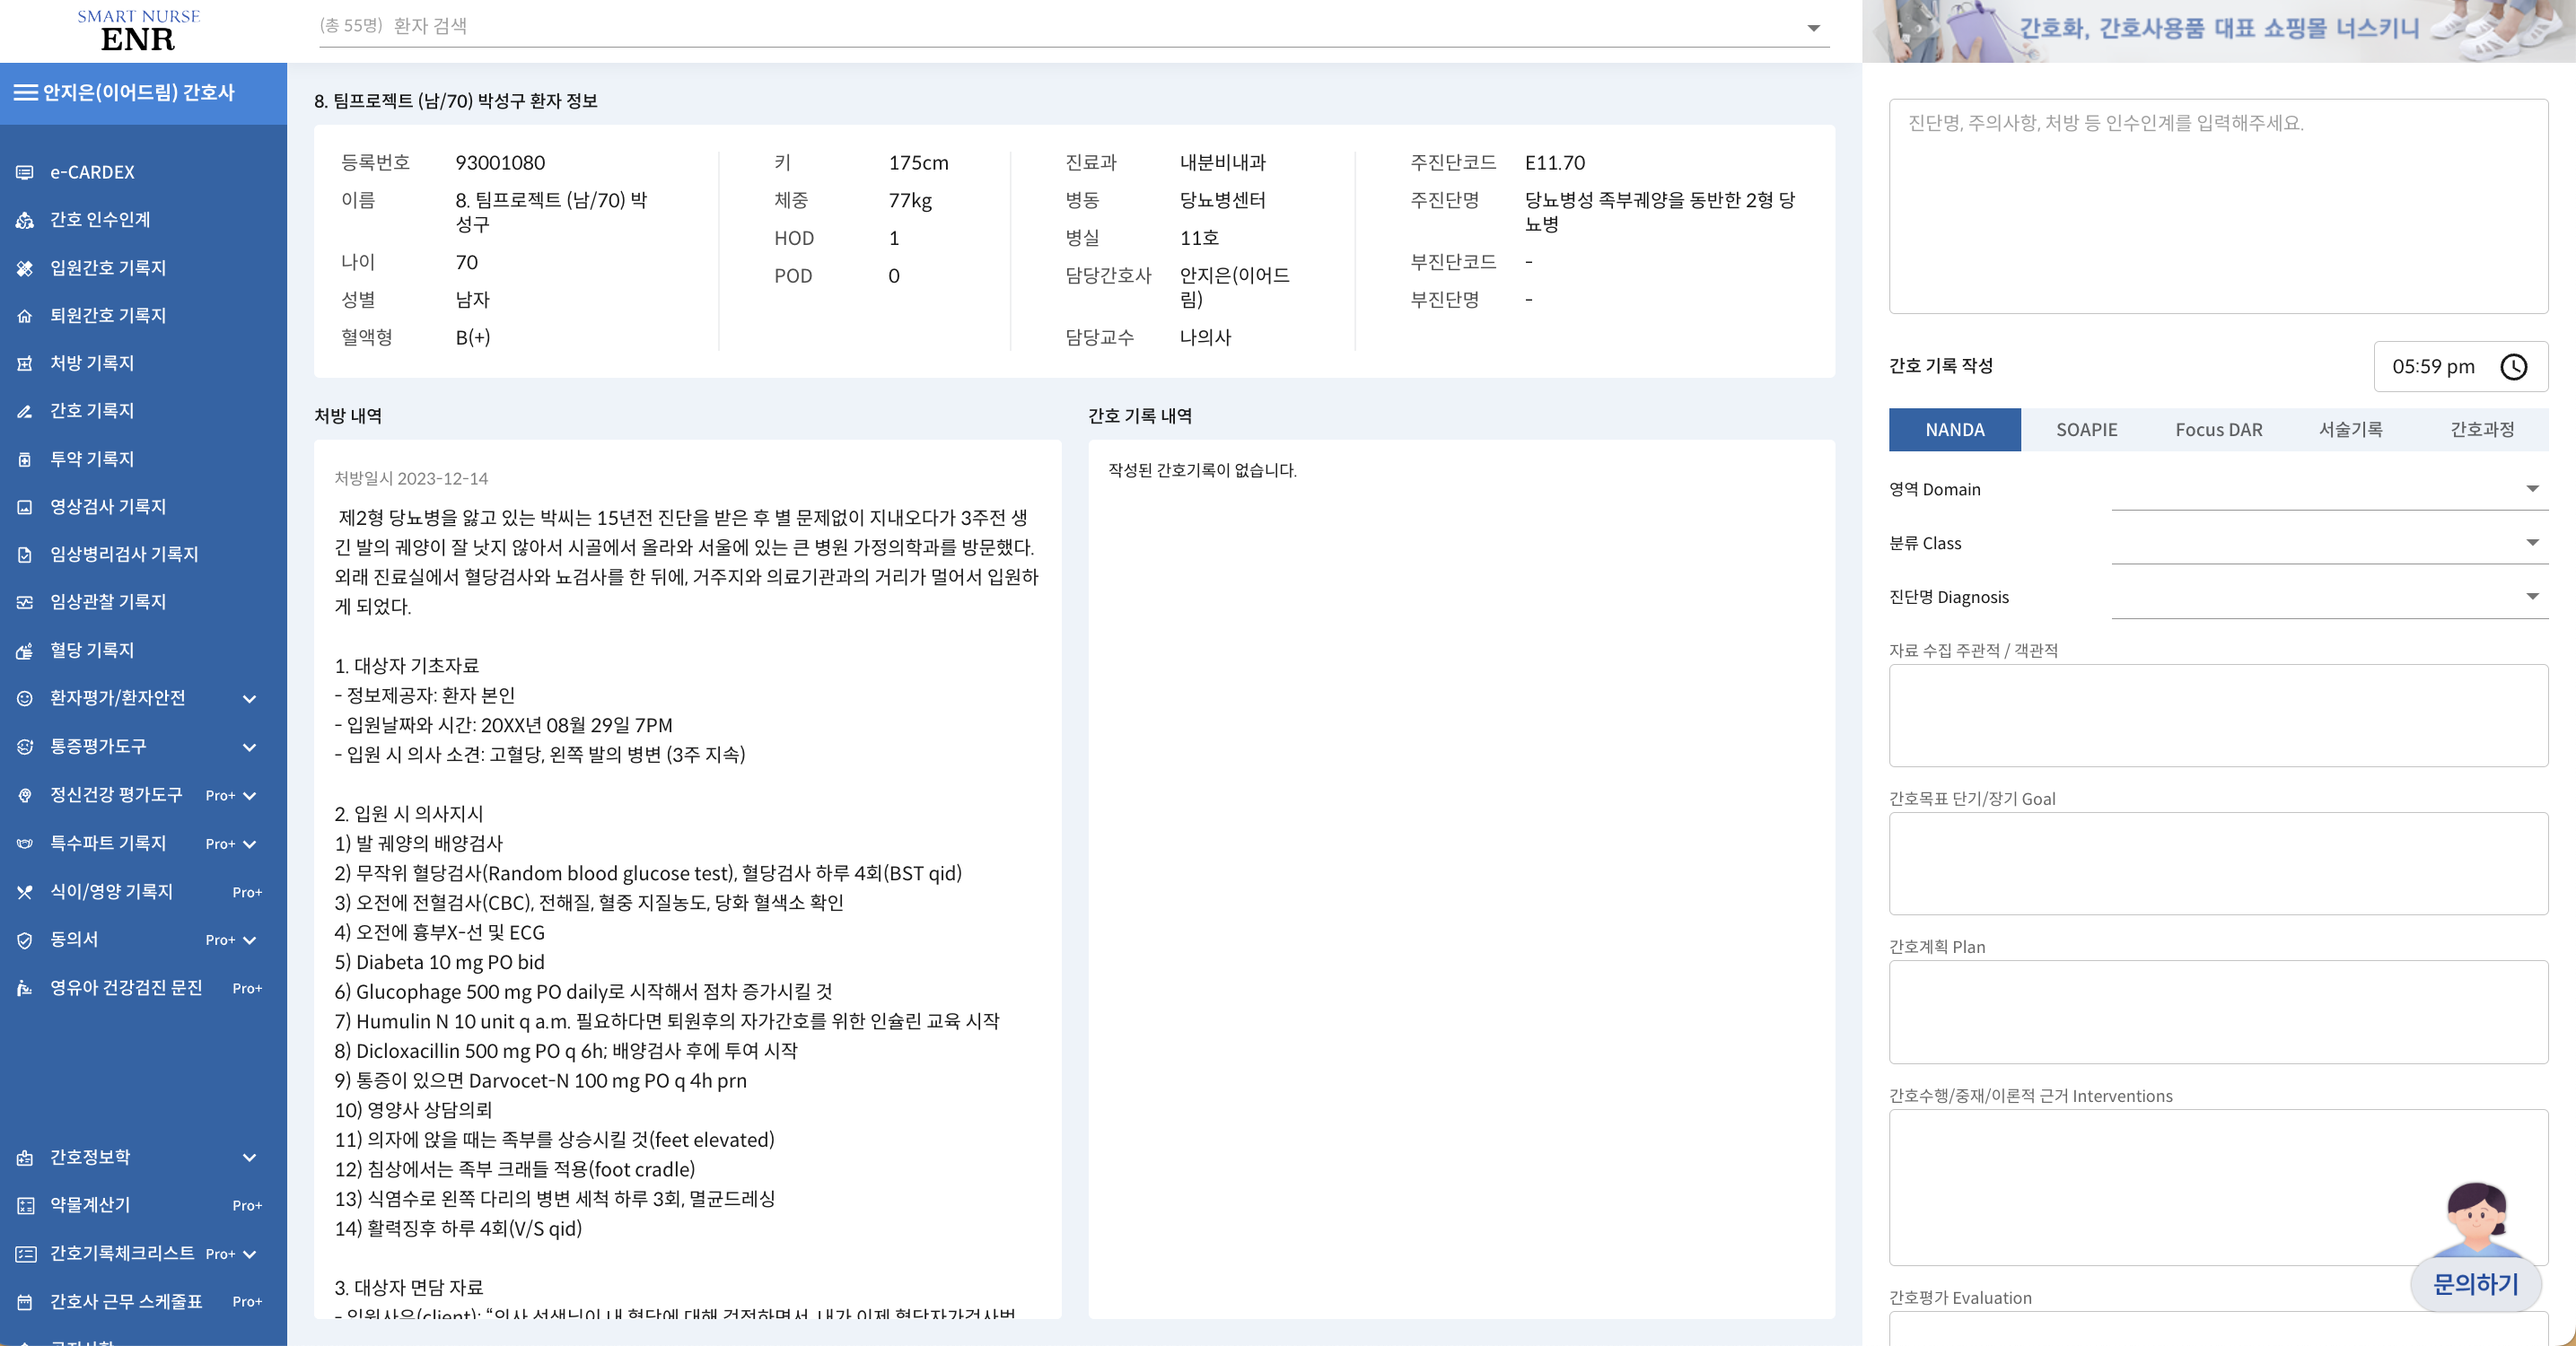 SMART NURSE
ENR
(총 55명) 환자 검색
간호화, 간호사용품 대표 쇼핑몰 너스키니
안지은(이어드림) 간호사
e-CARDEX
간호 인수인계
입원간호 기록지
퇴원간호 기록지
처방 기록지
간호 기록지
투약 기록지
영상검사 기록지
임상병리검사 기록지
임상관찰 기록지
혈당 기록지
환자평가/환자안전
통증평가도구
정신건강 평가도구 Pro+
특수파트 기록지 Pro+
식이/영양 기록지 Pro+
동의서 Pro+
영유아 건강검진 문진 Pro+
간호정보학
약물계산기 Pro+
간호기록체크리스트 Pro+
간호사 근무 스케줄표 Pro+
8. 팀프로젝트 (남/70) 박성구 환자 정보
등록번호 93001080
이름 8. 팀프로젝트 (남/70) 박
성구
나이 70
성별 남자
혈액형 B(+)
키 175cm
체중 77kg
HOD 1
POD 0
진료과 내분비내과
병동 당뇨병센터
병실 11호
담당간호사 안지은(이어드
림)
담당교수 나의사
주진단코드 E11.70
주진단명 당뇨병성 족부궤양을 동반한 2형 당
뇨병
부진단코드 -
부진단명 -
처방 내역
처방일시 2023-12-14
제2형 당뇨병을 앓고 있는 박씨는 15년전 진단을 받은 후 별 문제없이 지내오다가 3주전 생
긴 발의 궤양이 잘 낫지 않아서 시골에서 올라와 서울에 있는 큰 병원 가정의학과를 방문했다.
외래 진료실에서 혈당검사와 뇨검사를 한 뒤에, 거주지와 의료기관과의 거리가 멀어서 입원하
게 되었다.
1. 대상자 기초자료
- 정보제공자: 환자 본인
- 입원날짜와 시간: 20XX년 08월 29일 7PM
- 입원 시 의사 소견: 고혈당, 왼쪽 발의 병변 (3주 지속)
2. 입원 시 의사지시
1) 발 궤양의 배양검사
2) 무작위 혈당검사(Random blood glucose test), 혈당검사 하루 4회(BST qid)
3) 오전에 전혈검사(CBC), 전해질, 혈중 지질농도, 당화 혈색소 확인
4) 오전에 흉부X-선 및 ECG
5) Diabeta 10 mg PO bid
6) Glucophage 500 mg PO daily로 시작해서 점차 증가시킬 것
7) Humulin N 10 unit q a.m. 필요하다면 퇴원후의 자가간호를 위한 인슐린 교육 시작
8) Dicloxacillin 500 mg PO q 6h; 배양검사 후에 투여 시작
9) 통증이 있으면 Darvocet-N 100 mg PO q 4h prn
10) 영양사 상담의뢰
11) 의자에 앉을 때는 족부를 상승시킬 것(feet elevated)
12) 침상에서는 족부 크래들 적용(foot cradle)
13) 식염수로 왼쪽 다리의 병변 세척 하루 3회, 멸균드레싱
14) 활력징후 하루 4회(V/S qid)
3. 대상자 면담 자료
- 입원사유(client): “의사 선생님이 내 혈당에 대해 걱정하면서, 내가 이제 혈당자가검사법
간호 기록 내역
작성된 간호기록이 없습니다.
진단명, 주의사항, 처방 등 인수인계를 입력해주세요.
간호 기록 작성
05:59 pm
NANDA SOAPIE Focus DAR 서술기록 간호과정
영역 Domain
분류 Class
진단명 Diagnosis
자료 수집 주관적 / 객관적
간호목표 단기/장기 Goal
간호계획 Plan
간호수행/중재/이론적 근거 Interventions
문의하기
간호평가 Evaluation